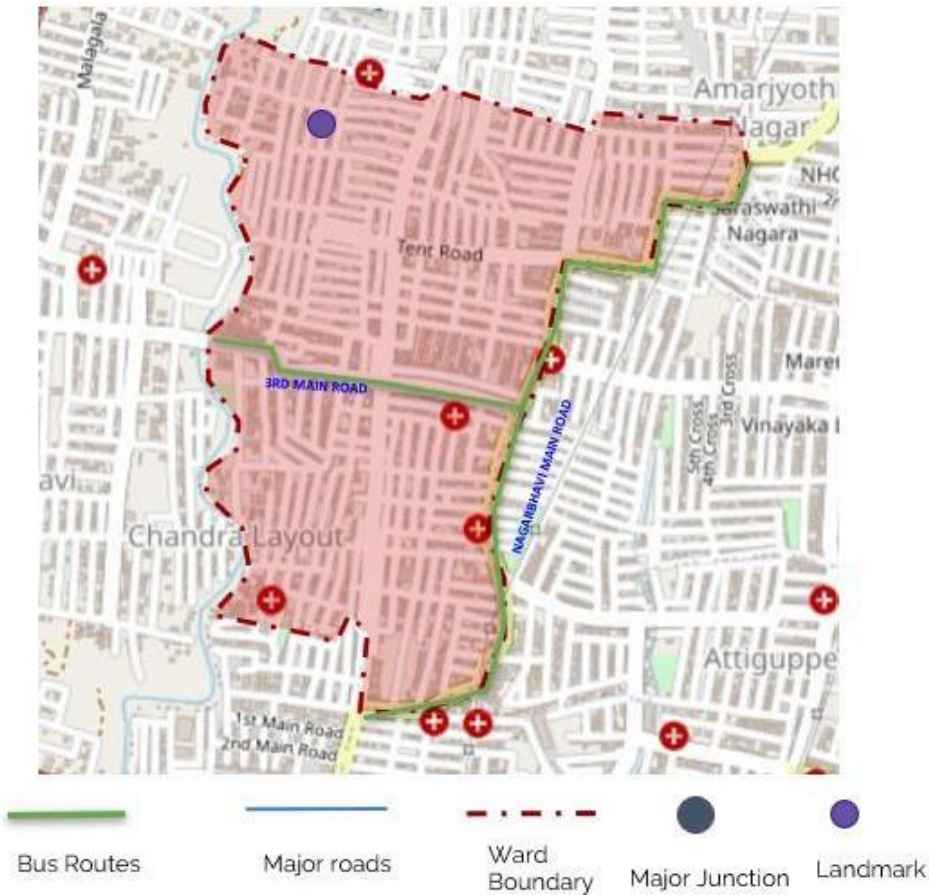 Malagala
Amarjyoth
Nagar
NHC
Saraswathi
Nagara
Tent Road
3RD MAIN ROAD
Maren
3rd Cross
4th Cross
5th Cross
Vinayaka L
NAGARBHAVI MAIN ROAD
avi
Chandra Layout
Attiguppe
1st Main Road
2nd Main Road
Bus Routes
Major roads
Ward
Boundary
Major Junction
Landmark